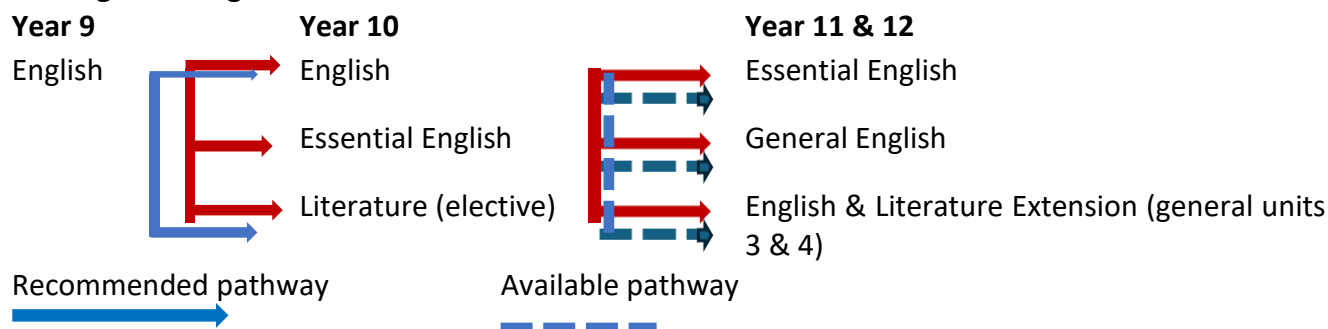 Year 9 Year 10 Year 11 & 12
English English Essential English
Essential English General English
Literature (elective) English & Literature Extension (general units
3 & 4)
Recommended pathway Available pathway